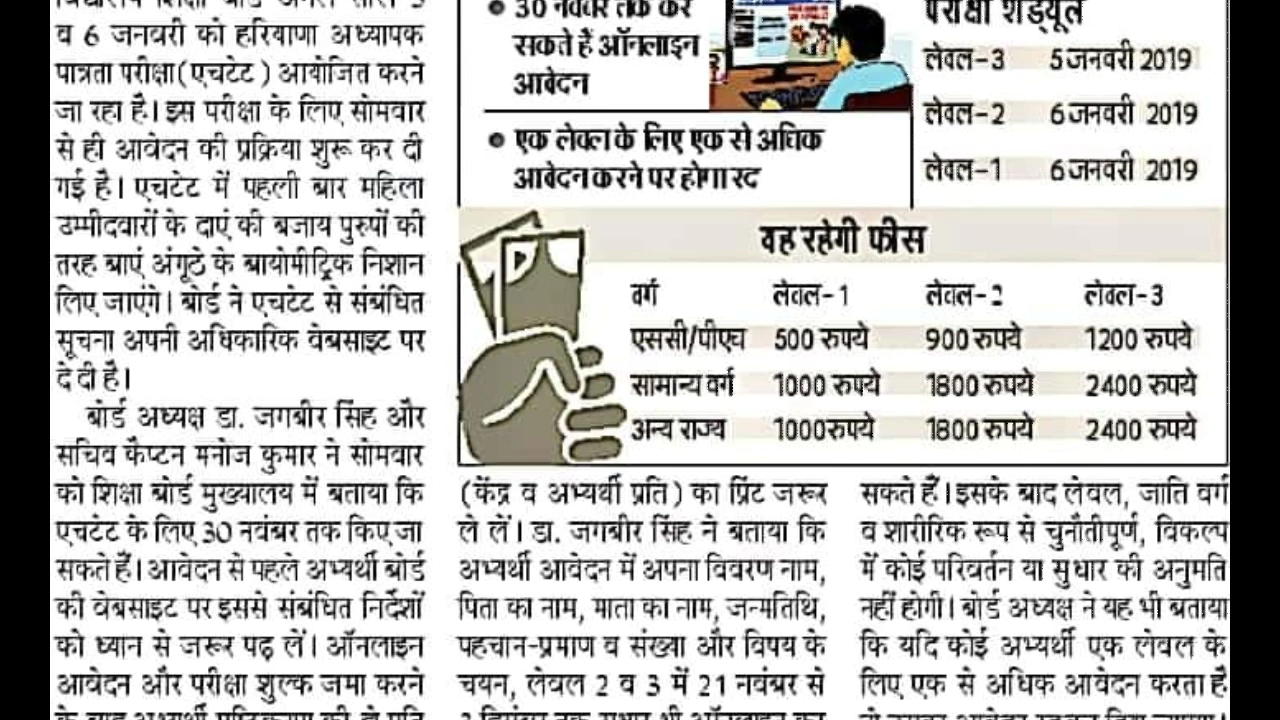 व 6 जनवरी को हरियाणा अध्यापक
पात्रता परीक्षा(एचटेट) आयोजित करने
जा रहा है। इस परीक्षा के लिए सोमवार
से ही आवेदन की प्रक्रिया शुरू कर दी
गई है। एचटेट में पहली बार महिला
उम्मीदवारों के दाएं की बजाय पुरुषों की
तरह बाएं अंगूठे के बायोमीट्रिक निशान
लिए जाएंगे। बोर्ड ने एचटेट से संबंधित
सूचना अपनी अधिकारिक वेबसाइट पर
दे दी है।
बोर्ड अध्यक्ष डा. जगबीर सिंह और
सचिव कैप्टन मनोज कुमार ने सोमवार
को शिक्षा बोर्ड मुख्यालय में बताया कि
एचटेट के लिए 30 नवंबर तक किए जा
सकते हैं। आवेदन से पहले अभ्यर्थी बोर्ड
की वेबसाइट पर इससे संबंधित निर्देशों
को ध्यान से जरूर पढ़ लें। ऑनलाइन
आवेदन और परीक्षा शुल्क जमा करने
• 30 नवंबर तक कर
सकते हैं ऑनलाइन
आवेदन
• एक लेवल के लिए एक से अधिक
आवेदन करने पर होगा रद
परीक्षा शेड्यूल
लेवल-3 5 जनवरी 2019
लेवल-2 6 जनवरी 2019
लेवल-1 6 जनवरी 2019
वह रहेगी फीस
वर्ग लेवल-1 लेवल-2 लेवल-3
एससी/पीएच 500 रुपये 900 रुपये 1200 रुपये
सामान्य वर्ग 1000 रुपये 1800 रुपये 2400 रुपये
अन्य राज्य 1000रुपये 1800 रुपये 2400 रुपये
(केंद्र व अभ्यर्थी प्रति) का प्रिंट जरूर
ले लें। डा. जगबीर सिंह ने बताया कि
अभ्यर्थी आवेदन में अपना विवरण नाम,
पिता का नाम, माता का नाम, जन्मतिथि,
पहचान-प्रमाण व संख्या और विषय के
चयन, लेवल 2 व 3 में 21 नवंबर से
सकते हैं। इसके बाद लेवल, जाति वर्ग
व शारीरिक रूप से चुनौतीपूर्ण, विकल्प
में कोई परिवर्तन या सुधार की अनुमति
नहीं होगी। बोर्ड अध्यक्ष ने यह भी बताया
कि यदि कोई अभ्यर्थी एक लेवल के
लिए एक से अधिक आवेदन करता है